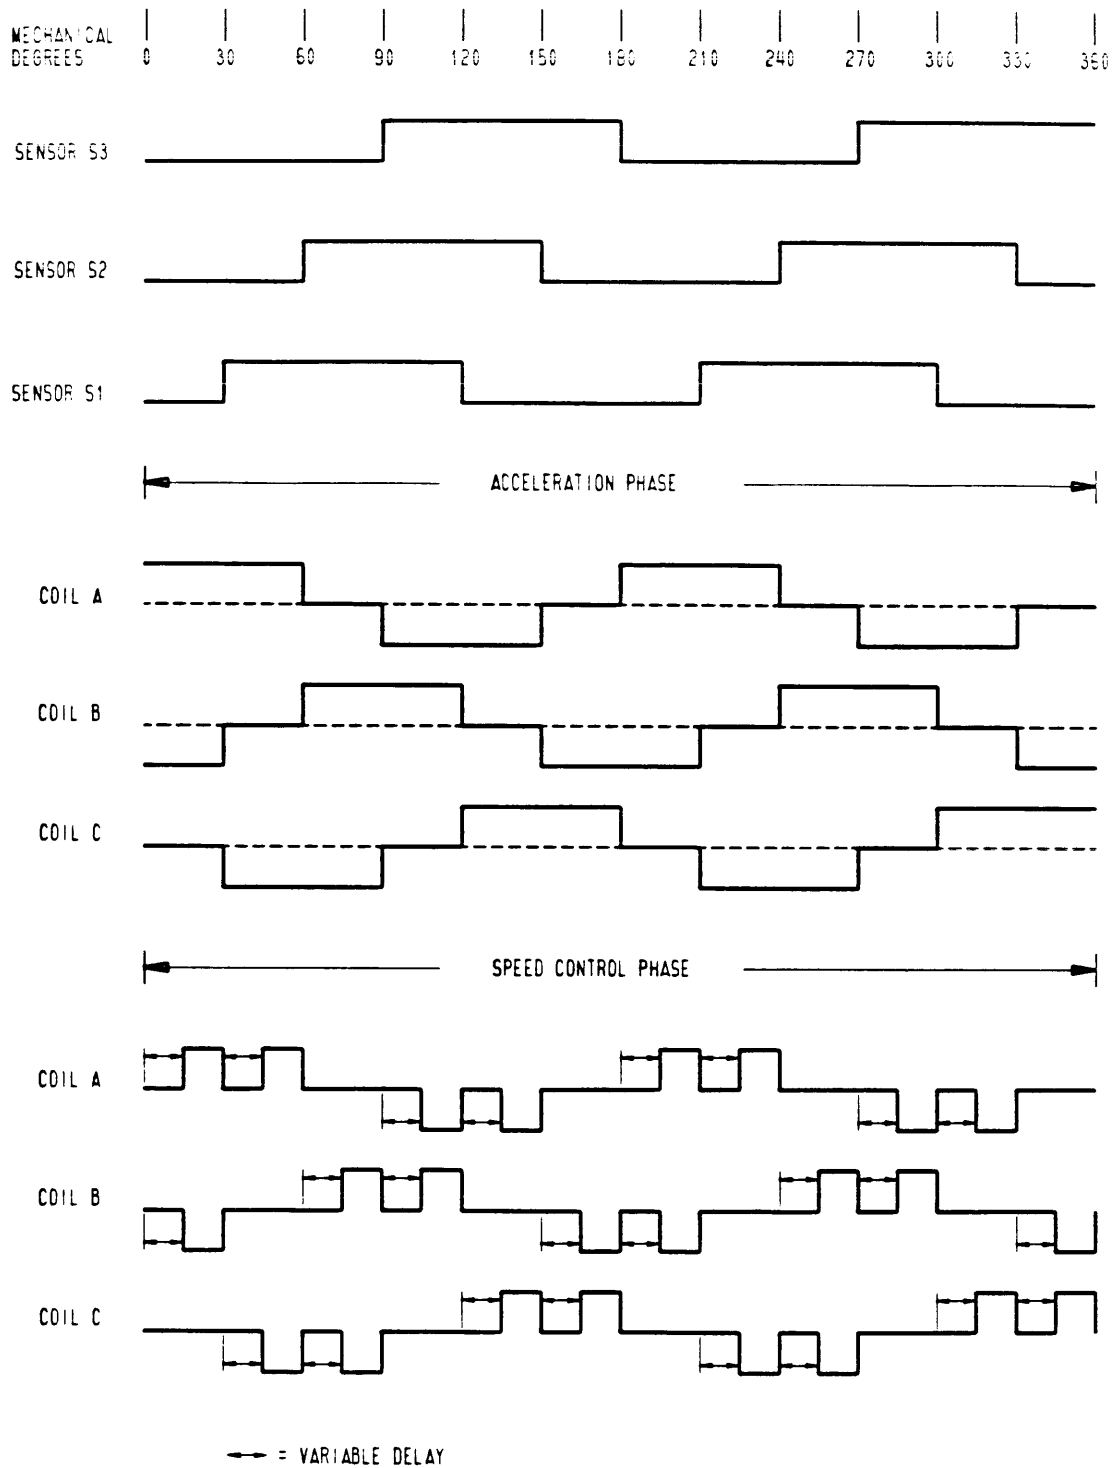 MECHANICAL
DEGREES 0 30 60 90 120 150 180 210 240 270 300 330 360
SENSOR S3
SENSOR S2
SENSOR S1
ACCELERATION PHASE
COIL A
COIL B
COIL C
SPEED CONTROL PHASE
COIL A
COIL B
COIL C
= VARIABLE DELAY